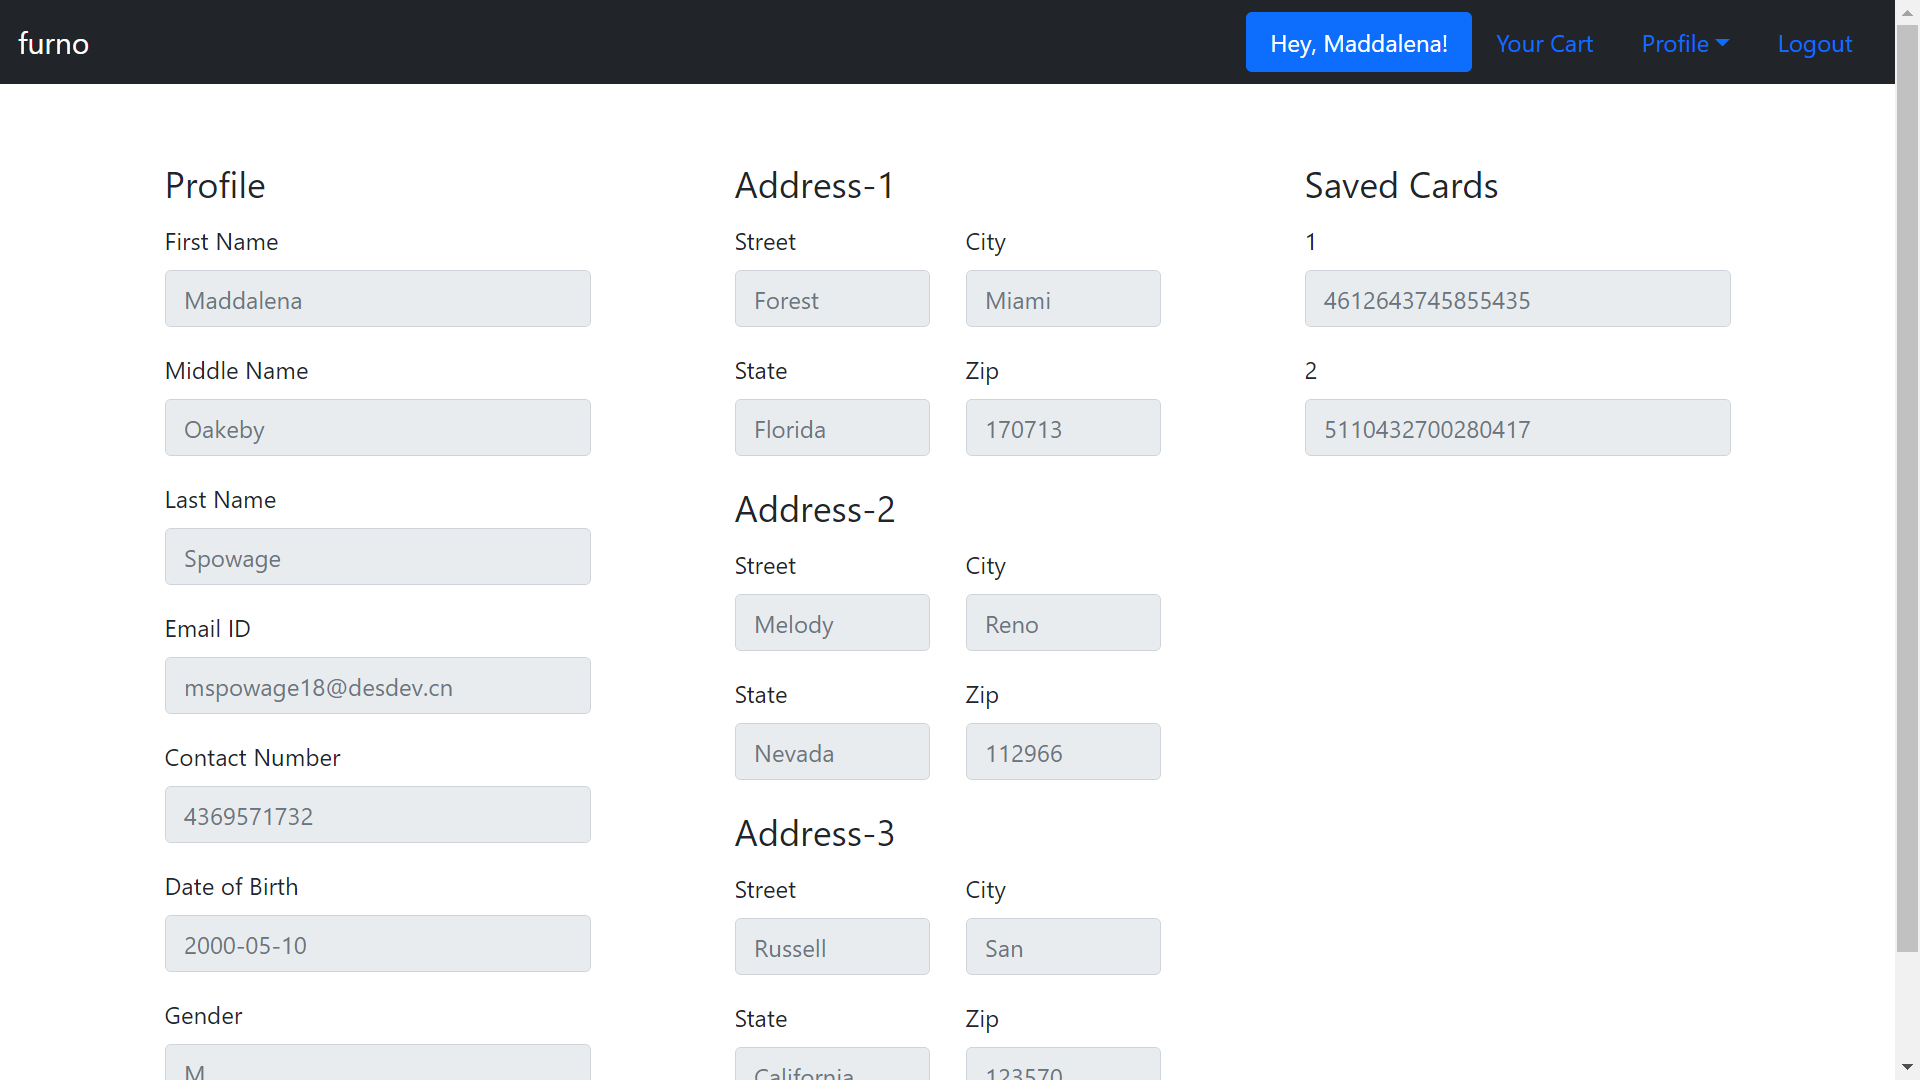 furno
Hey, Maddalena!
Your Cart
Profile
Logout
Profile
First Name
Maddalena
Middle Name
Oakeby
Last Name
Spowage
Email ID
mspowage18@desdev.cn
Contact Number
4369571732
Date of Birth
2000-05-10
Gender
M
Address-1
Street City
Forest Miami
State Zip
Florida 170713
Address-2
Street City
Melody Reno
State Zip
Nevada 112966
Address-3
Street City
Russell San
State Zip
California 123570
Saved Cards
1
4612643745855435
2
5110432700280417